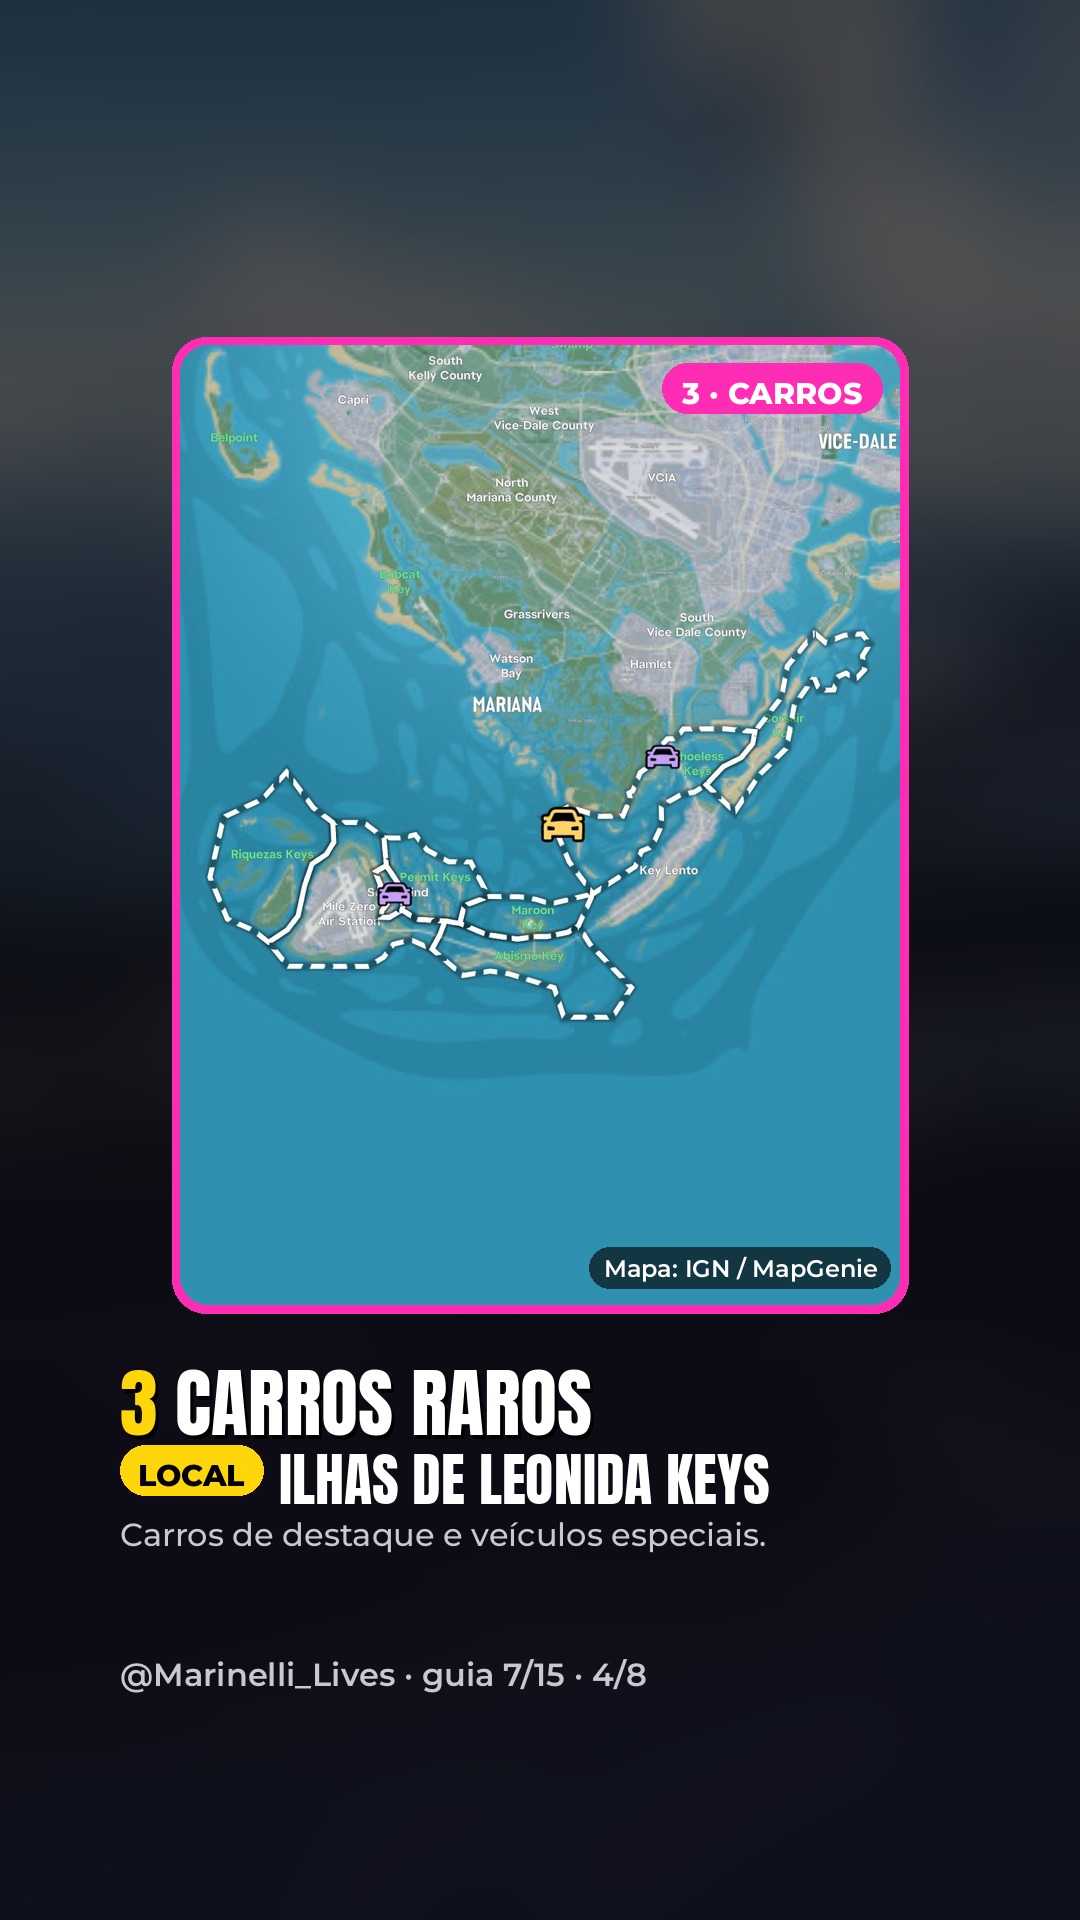 South
Kelly County
3 · CARROS
Capri
West
Vice-Dale County
Belpoint
VICE-DALE
VCIA
North
Mariana County
Bobcat
Key
Grassrivers
South
Vice Dale County
Watson
Bay
Hamlet
MARIANA
Keys
Riquezas Keys
Key Lento
Permit Keys
Mile Zero
Air Station
Maroon
Key
Abismo Key
Mapa: IGN / MapGenie
3 CARROS RAROS
LOCAL ILHAS DE LEONIDA KEYS
Carros de destaque e veículos especiais.
@Marinelli_Lives · guia 7/15 · 4/8